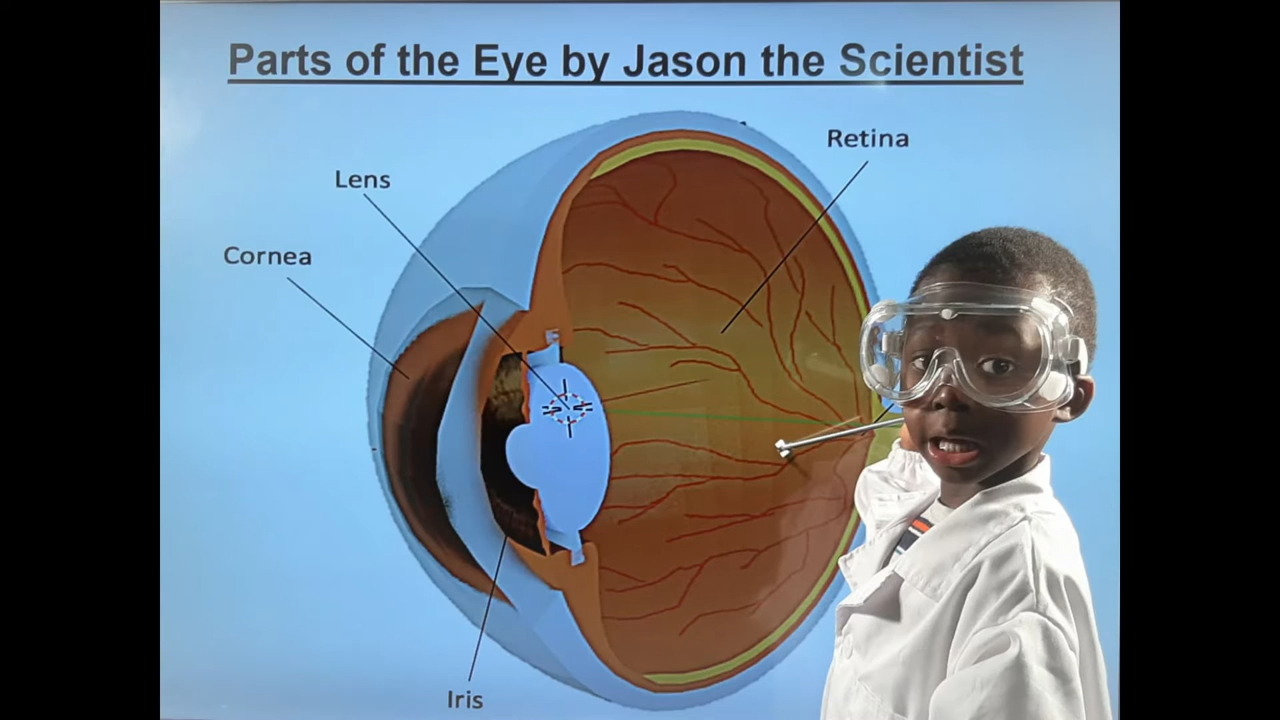 Parts of the Eye by Jason the Scientist
Retina
Lens
Cornea
Iris